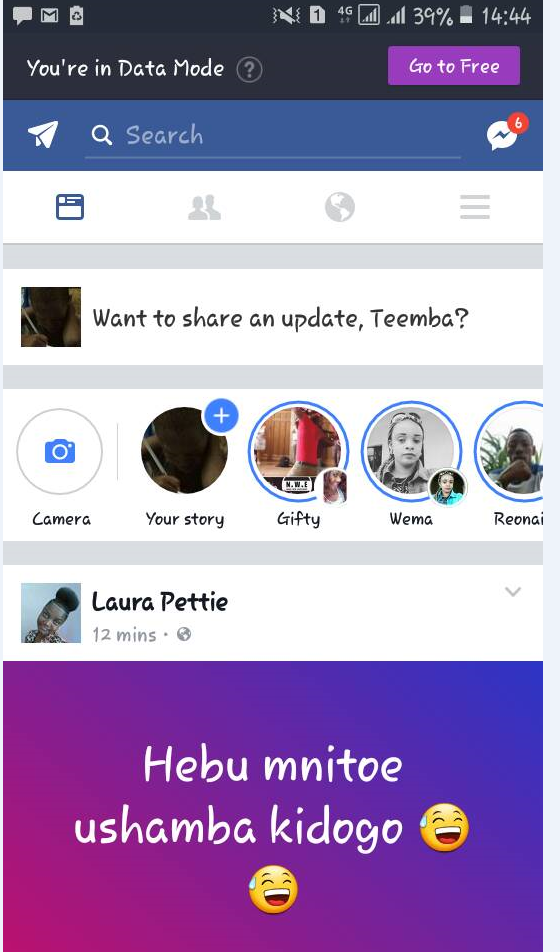 4G 39% 14:44
You're in Data Mode ? Go to Free
Search 6
Want to share an update, Teemba?
N.W.E
Camera Your story Gifty Wema Reonai
Laura Pettie
12 mins ·
Hebu mnitoe
ushamba kidogo 😅
😅